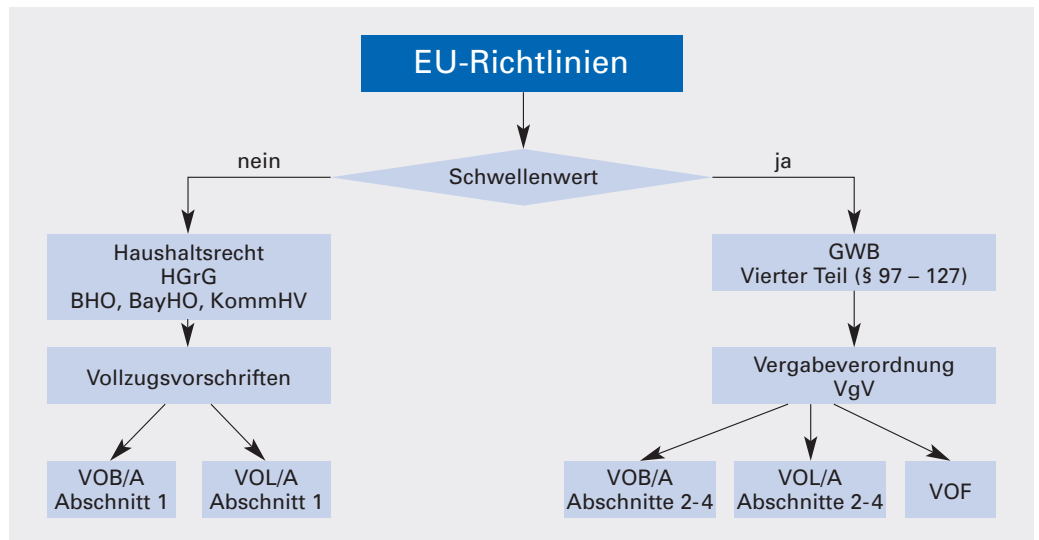 EU-Richtlinien
nein
ja
Schwellenwert
Haushaltsrecht
HGrG
BHO, BayHO, KommHV
GWB
Vierter Teil (§ 97 – 127)
Vollzugsvorschriften
Vergabeverordnung
VgV
VOB/A
Abschnitt 1
VOL/A
Abschnitt 1
VOB/A
Abschnitte 2-4
VOL/A
Abschnitte 2-4
VOF